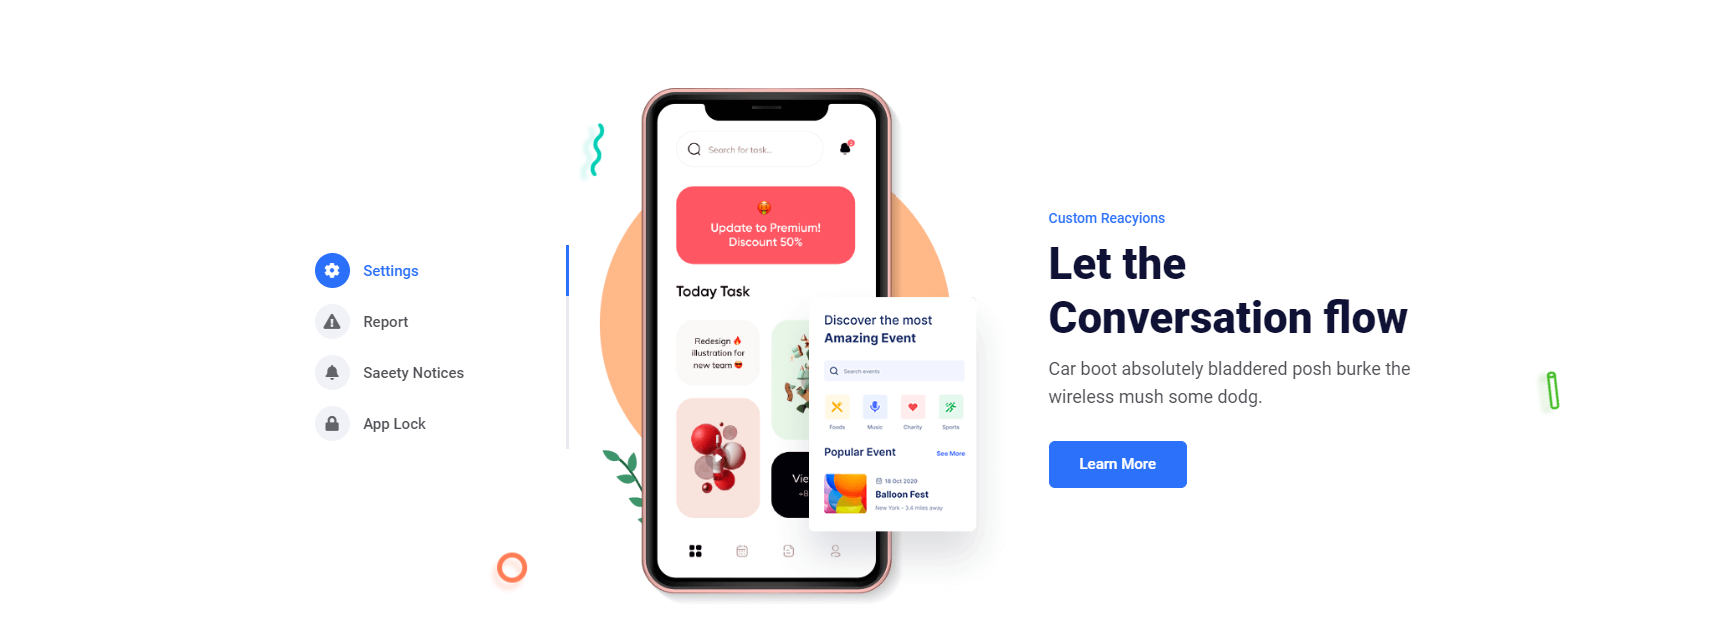 Settings
Report
Saeety Notices
App Lock
Search for task...
Update to Premium!
Discount 50%
Today Task
Redesign 🔥
illustration for
new team 😎
Vie
+8
Discover the most
Amazing Event
Search events
Foods Music Charity Sports
Popular Event See More
18 Oct 2020
Balloon Fest
New York - 3.4 miles away
Custom Reacyions
Let the
Conversation flow
Car boot absolutely bladdered posh burke the
wireless mush some dodg.
Learn More